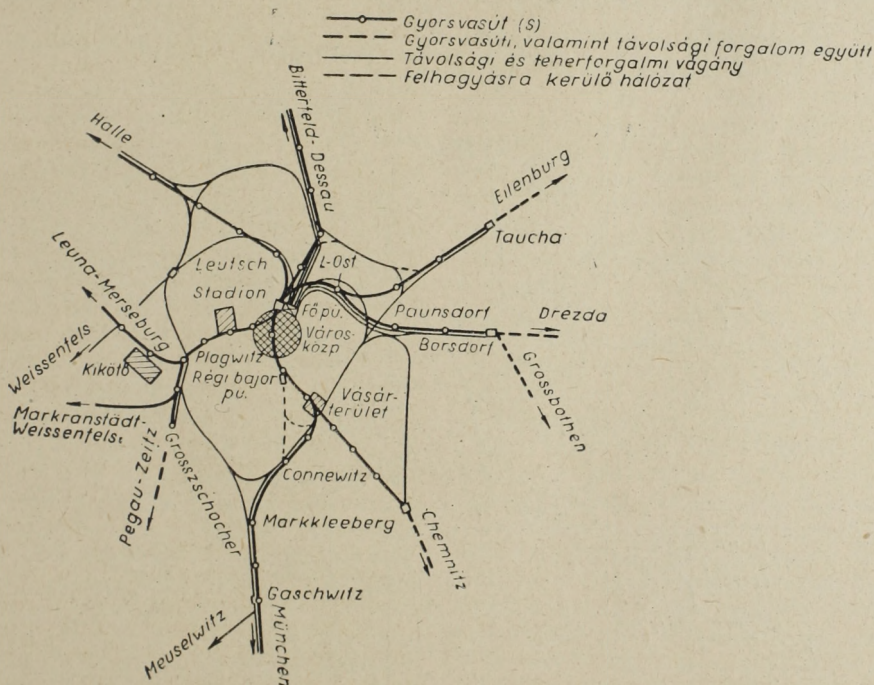 Gyorsvasút (S)
Gyorsvasúti, valamint távolsági forgalom együtt
Távolsági és teherforgalmi vágány
Felhagyásra kerülő hálózat
Halle
Bitterfeld-Dessau
Eilenburg
Taucha
Leuna-Merseburg
Leutsch
L-Ost
Stadion
Főpu.
Paunsdorf
Drezda
Weissenfels
Plagwitz
Város-
közp
Borsdorf
Kikötő
Régi bajor
pu.
Vásár-
terület
Grossbothen
Markranstädt-
Weissenfels
Pegau-Zeitz
Grosszschocher
Connewitz
Markkleeberg
Chemnitz
Gaschwitz
Meuselwitz
München